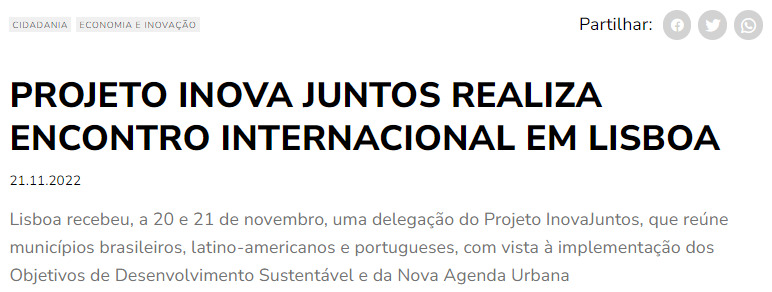 CIDADANIA ECONOMIA E INOVAÇÃO Partilhar:
PROJETO INOVA JUNTOS REALIZA
ENCONTRO INTERNACIONAL EM LISBOA
21.11.2022
Lisboa recebeu, a 20 e 21 de novembro, uma delegação do Projeto InovaJuntos, que reúne
municípios brasileiros, latino-americanos e portugueses, com vista à implementação dos
Objetivos de Desenvolvimento Sustentável e da Nova Agenda Urbana